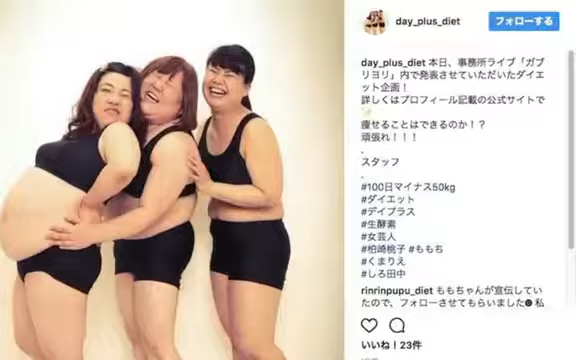 day_plus_diet
フォローする
day_plus_diet 本日、事務所ライブ「ガブ
リヨリ」内で発表させていただいたダイエ
ット企画！
詳しくはプロフィール記載の公式サイトで
痩せることはできるのか！？
頑張れ！！！
.
スタッフ
.
#100日マイナス50kg
#ダイエット
#デイプラス
#生酵素
#女芸人
#柏崎桃子 #ももち
#くまりえ
#しろ田中
rinrinpupu_diet ももちゃんが宣伝してい
たので、フォローさせてもらいました☻ 私
いいね！23件